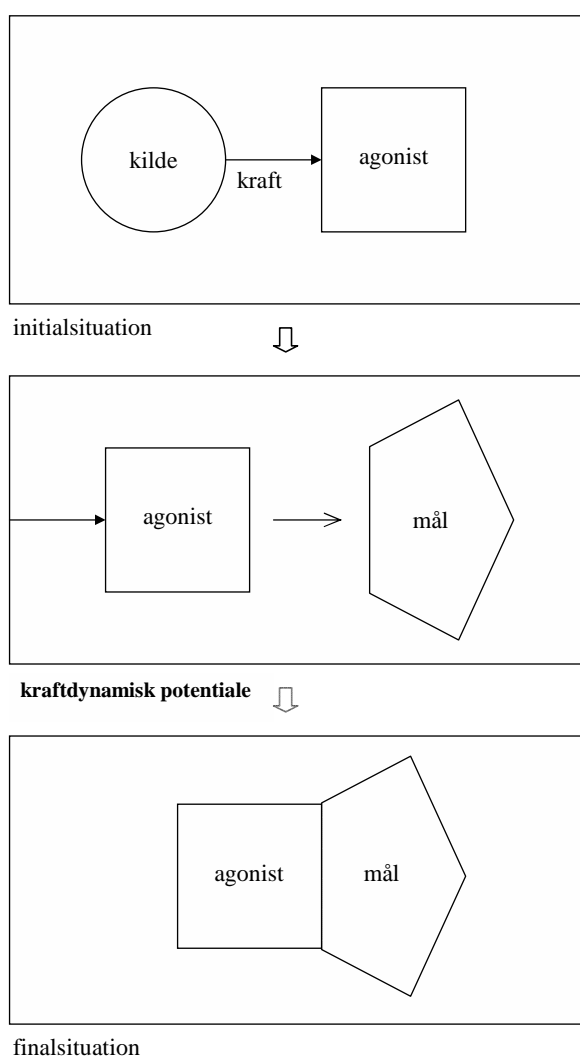 kilde
kraft
agonist
initialsituation
agonist
mål
kraftdynamisk potentiale
agonist
mål
finalsituation